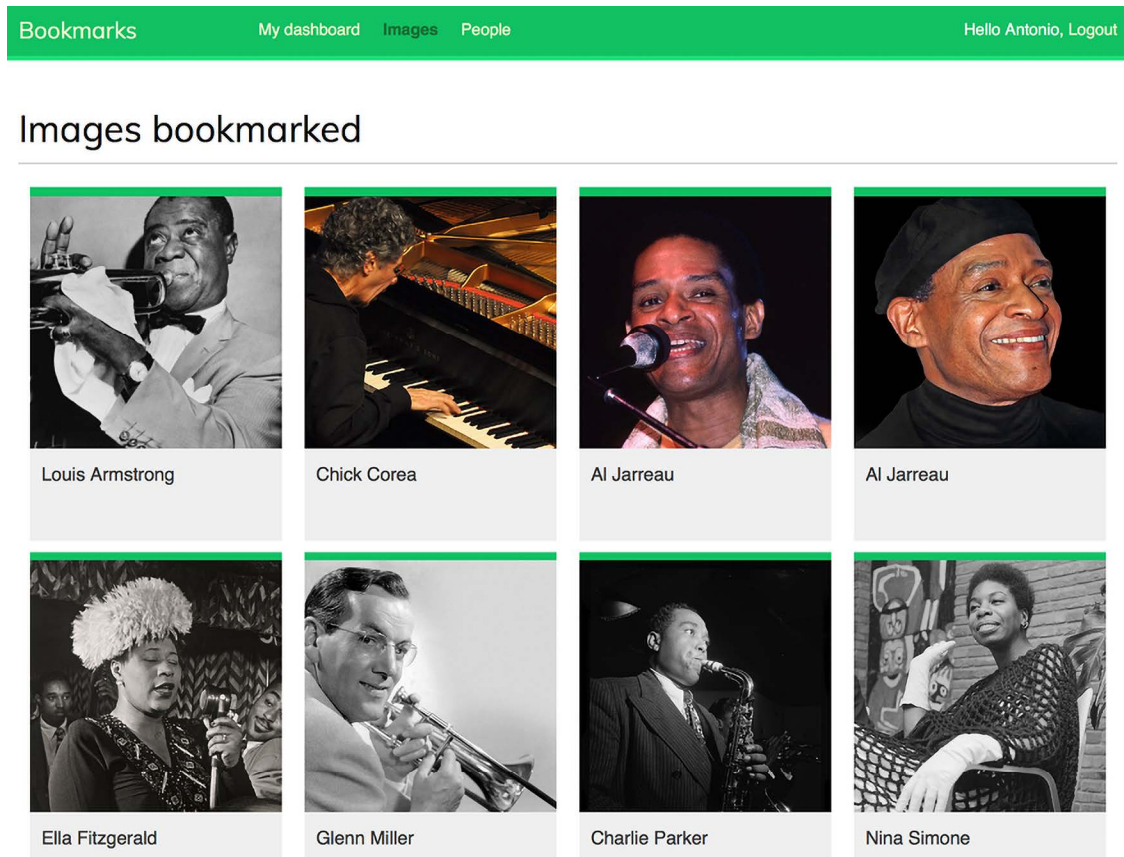 Bookmarks My dashboard Images People Hello Antonio, Logout
Images bookmarked
Louis Armstrong Chick Corea Al Jarreau Al Jarreau
Ella Fitzgerald Glenn Miller Charlie Parker Nina Simone